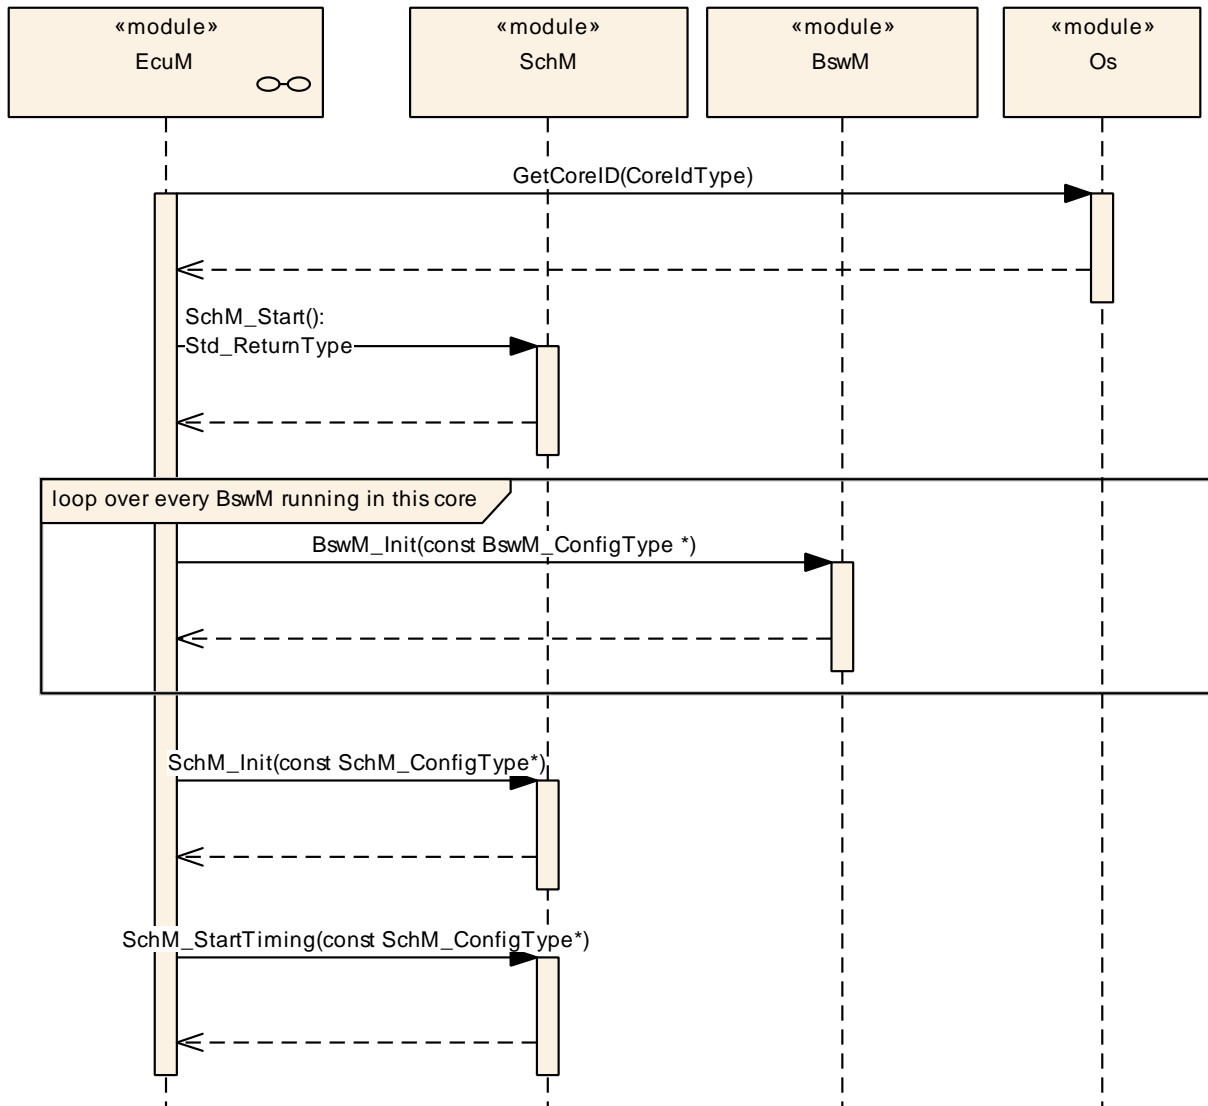 «module»
EcuM
«module»
SchM
«module»
BswM
«module»
Os
GetCoreID(CoreIdType)
SchM_Start():
Std_ReturnType
loop over every BswM running in this core
BswM_Init(const BswM_ConfigType *)
SchM_Init(const SchM_ConfigType*)
SchM_StartTiming(const SchM_ConfigType*)